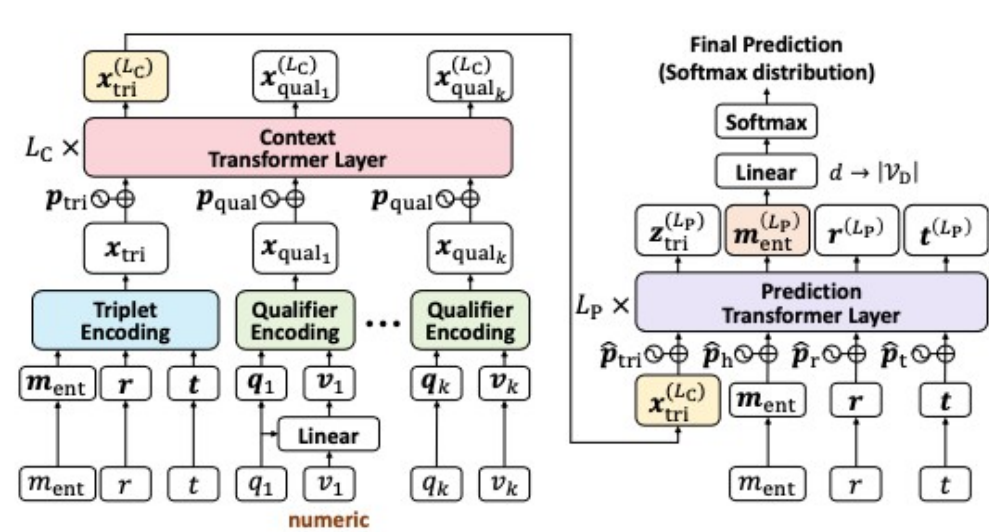 x_tri^(L_C) x_qual_1^(L_C) x_qual_k^(L_C)
L_C × Context
Transformer Layer
p_tri p_qual p_qual
x_tri x_qual_1 x_qual_k
Triplet
Encoding
Qualifier
Encoding
...
Qualifier
Encoding
m_ent r t q_1 v_1 q_k v_k
Linear
m_ent r t q_1 v_1 q_k v_k
numeric
Final Prediction
(Softmax distribution)
Softmax
Linear d → |𝒱_D|
z_tri^(L_P) m_ent^(L_P) r^(L_P) t^(L_P)
L_P × Prediction
Transformer Layer
p̂_tri p̂_h p̂_r p̂_t
x_tri^(L_C) m_ent r t
m_ent r t